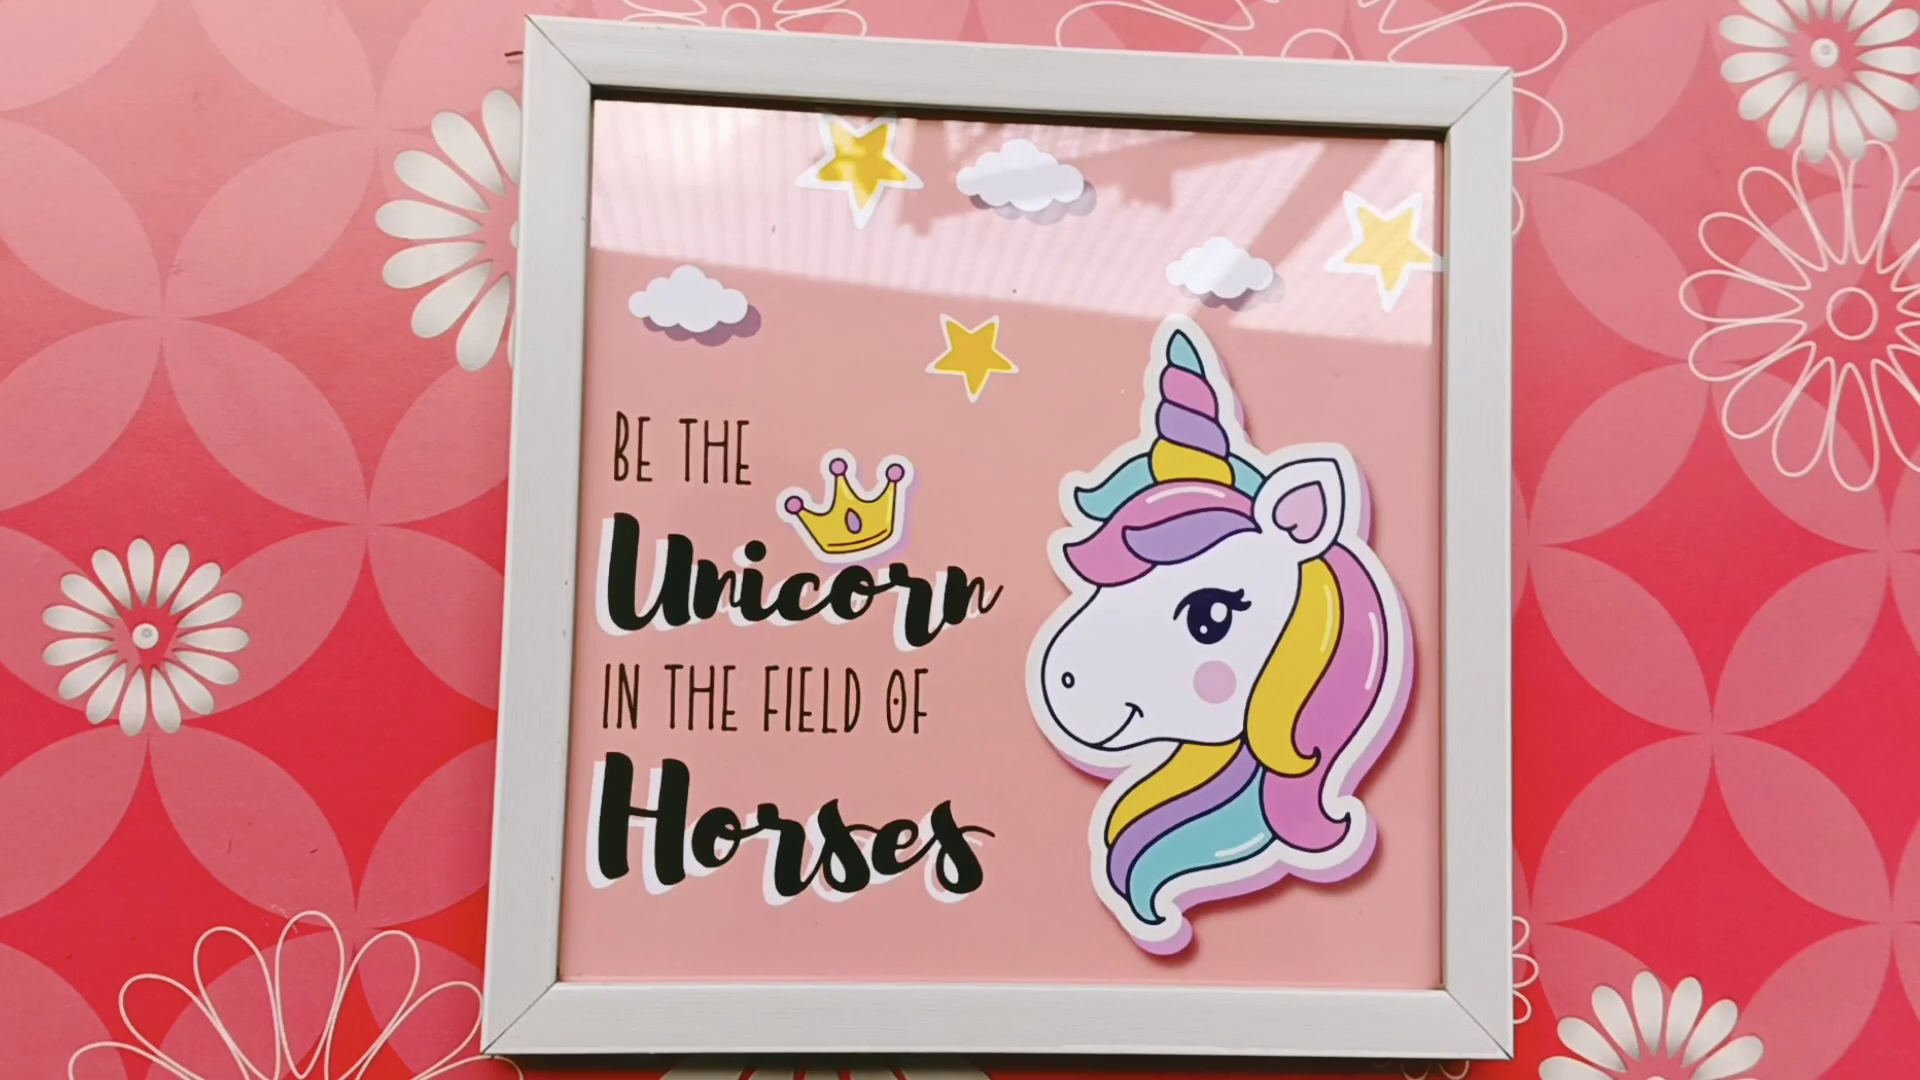 BE THE
Unicorn
IN THE FIELD OF
Horses